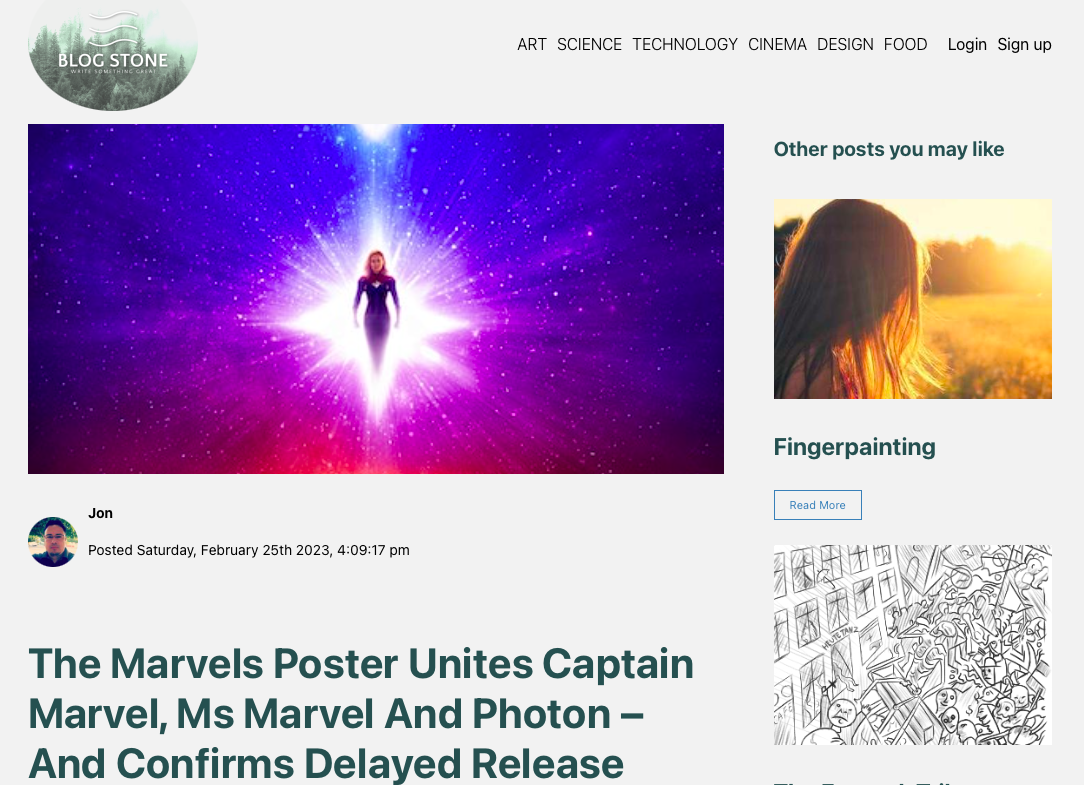 BLOG STONE
WRITE SOMETHING GREAT
ART SCIENCE TECHNOLOGY CINEMA DESIGN FOOD Login Sign up
Other posts you may like
Fingerpainting
Read More
Jon
Posted Saturday, February 25th 2023, 4:09:17 pm
The Marvels Poster Unites Captain
Marvel, Ms Marvel And Photon –
And Confirms Delayed Release
HEUTE TANZ